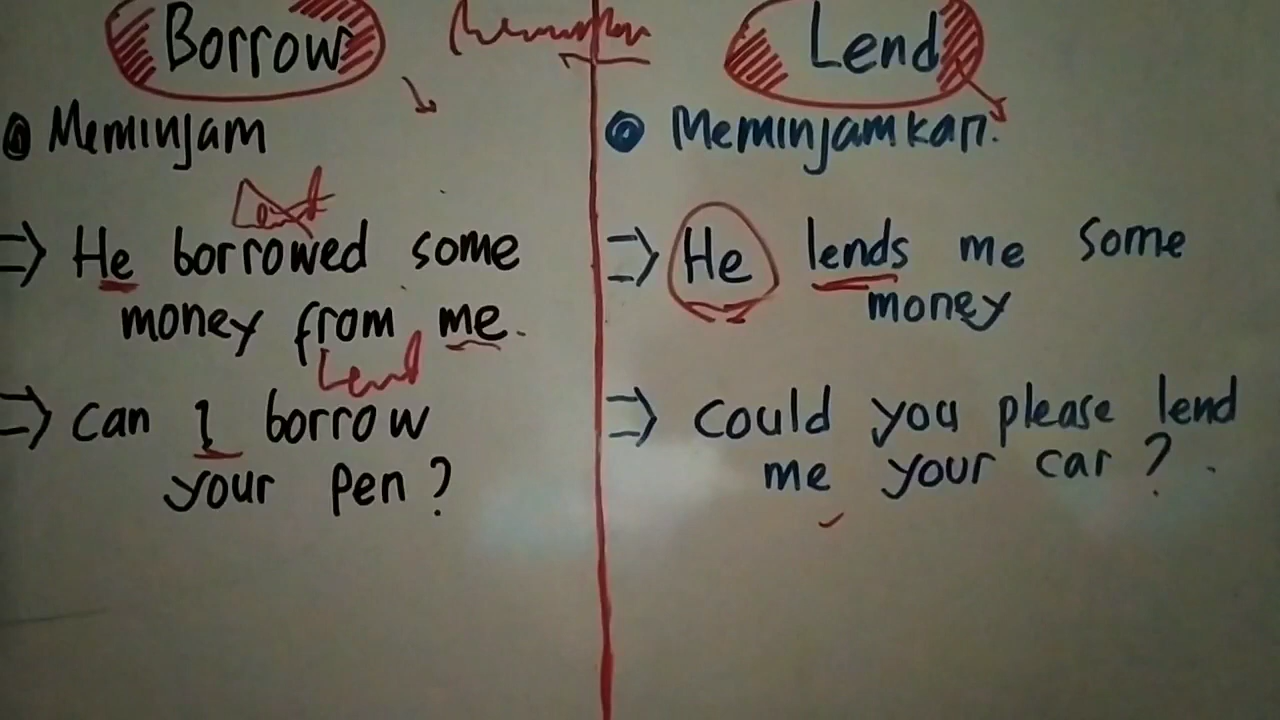 Borrow
Meminjam
He borrowed some
money from me.
Lend
can I borrow
your pen?
Lend
Meminjamkan.
He lends me some
money
could you please lend
me your car?